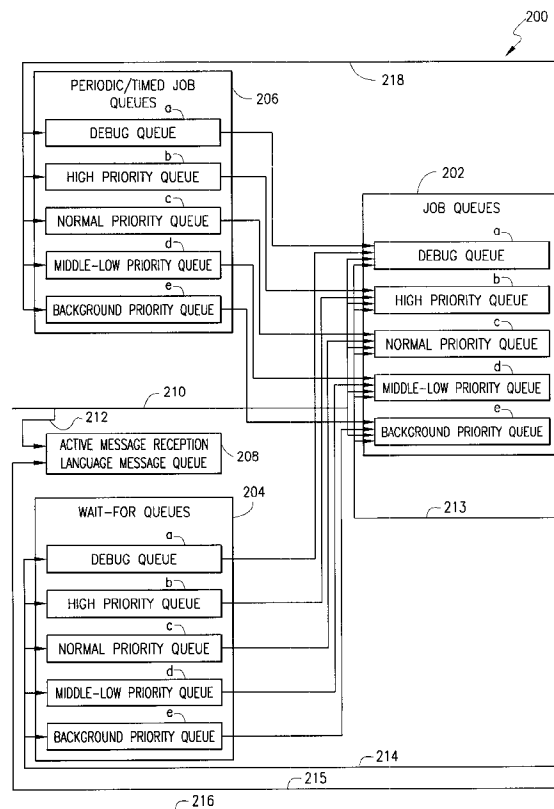 200
218
PERIODIC/TIMED JOB
QUEUES
206
a
DEBUG QUEUE
b
HIGH PRIORITY QUEUE
c
NORMAL PRIORITY QUEUE
d
MIDDLE-LOW PRIORITY QUEUE
e
BACKGROUND PRIORITY QUEUE
202
JOB QUEUES
a
DEBUG QUEUE
b
HIGH PRIORITY QUEUE
c
NORMAL PRIORITY QUEUE
d
MIDDLE-LOW PRIORITY QUEUE
e
BACKGROUND PRIORITY QUEUE
210
212
ACTIVE MESSAGE RECEPTION
LANGUAGE MESSAGE QUEUE
208
213
WAIT-FOR QUEUES
204
a
DEBUG QUEUE
b
HIGH PRIORITY QUEUE
c
NORMAL PRIORITY QUEUE
d
MIDDLE-LOW PRIORITY QUEUE
e
BACKGROUND PRIORITY QUEUE
214
215
216